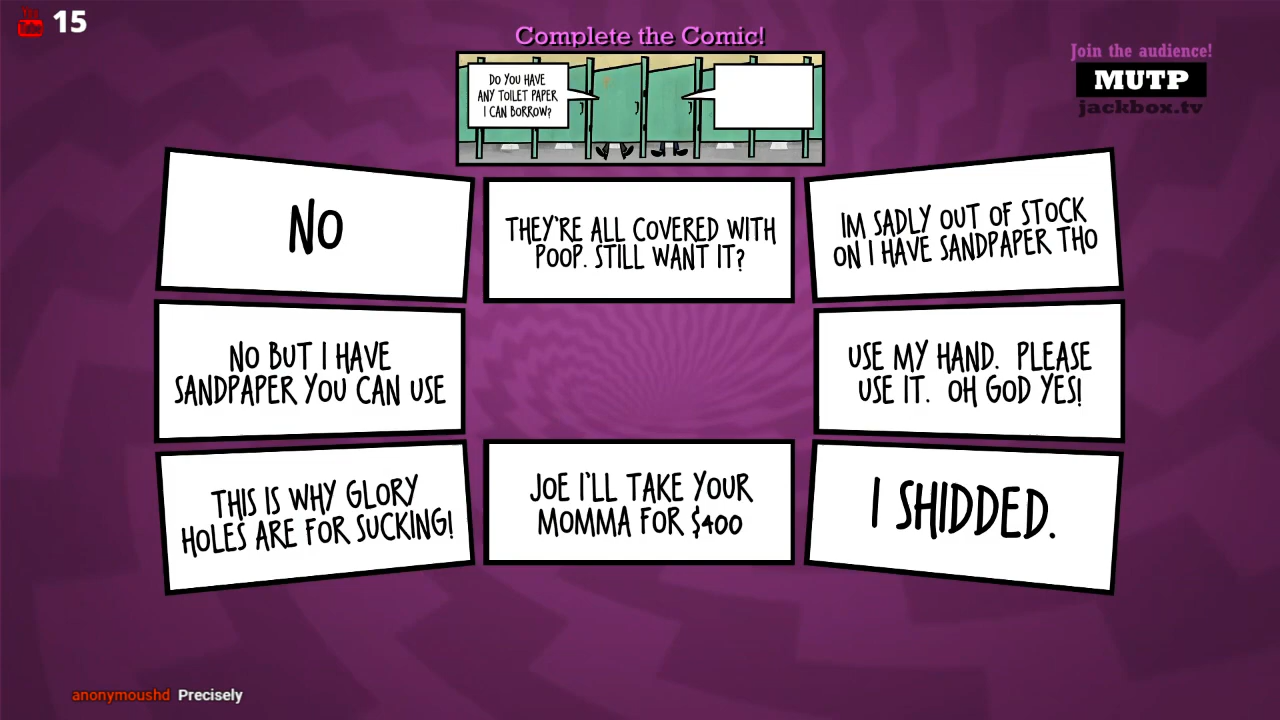 15
Complete the Comic!
DO YOU HAVE
ANY TOILET PAPER
I CAN BORROW?
Join the audience!
MUTP
jackbox.tv
NO
THEY'RE ALL COVERED WITH
POOP. STILL WANT IT?
IM SADLY OUT OF STOCK
ON I HAVE SANDPAPER THO
NO BUT I HAVE
SANDPAPER YOU CAN USE
USE MY HAND. PLEASE
USE IT. OH GOD YES!
THIS IS WHY GLORY
HOLES ARE FOR SUCKING!
JOE I'LL TAKE YOUR
MOMMA FOR $400
I SHIDDED.
anonymoushd Precisely